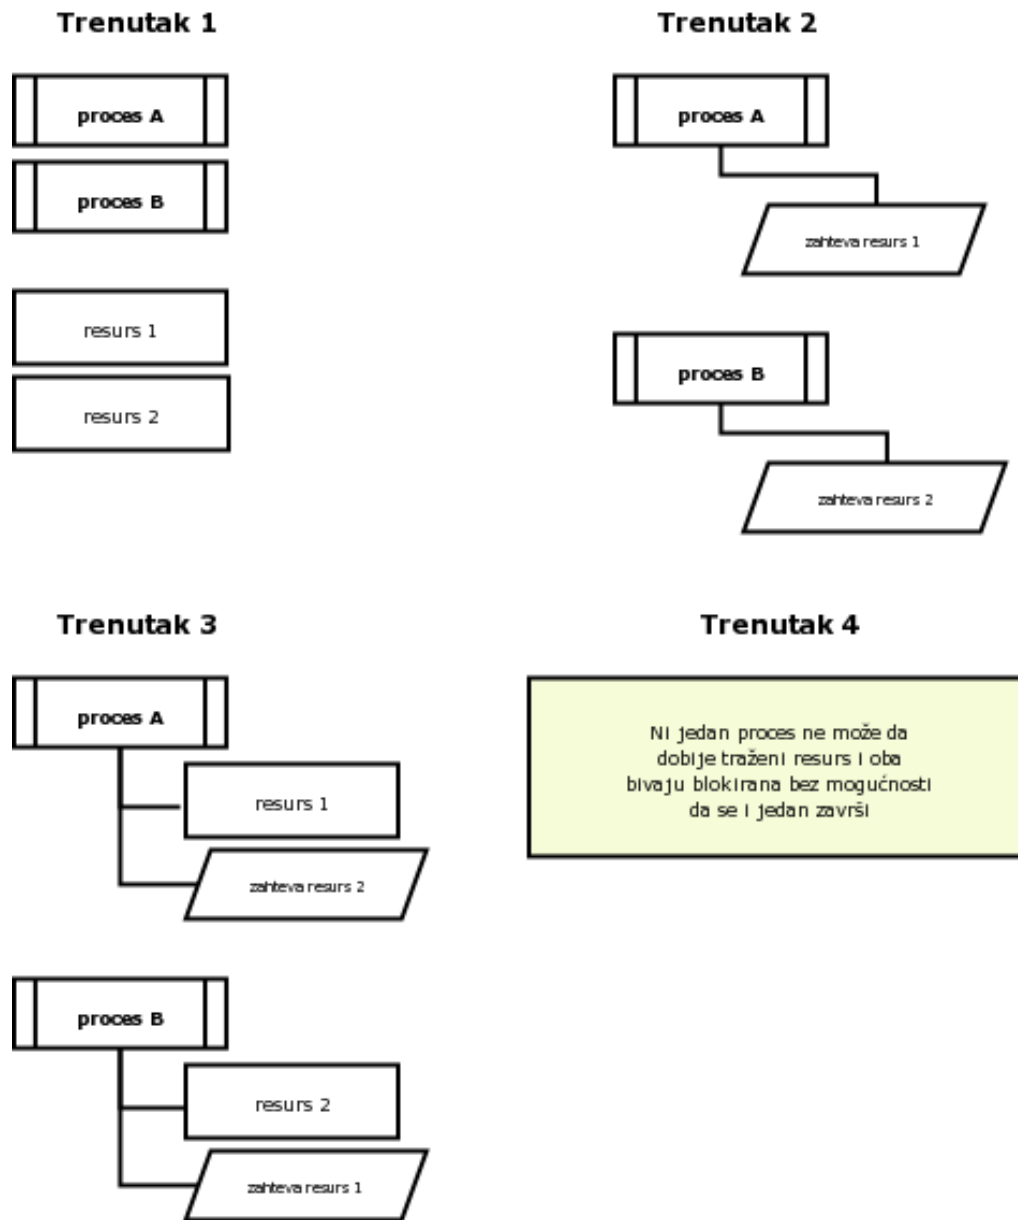 Trenutak 1
proces A
proces B
resurs 1
resurs 2
Trenutak 2
proces A
zahteva resurs 1
proces B
zahteva resurs 2
Trenutak 3
proces A
resurs 1
zahteva resurs 2
proces B
resurs 2
zahteva resurs 1
Trenutak 4
Ni jedan proces ne može da
dobije traženi resurs i oba
bivaju blokirana bez mogućnosti
da se i jedan završi